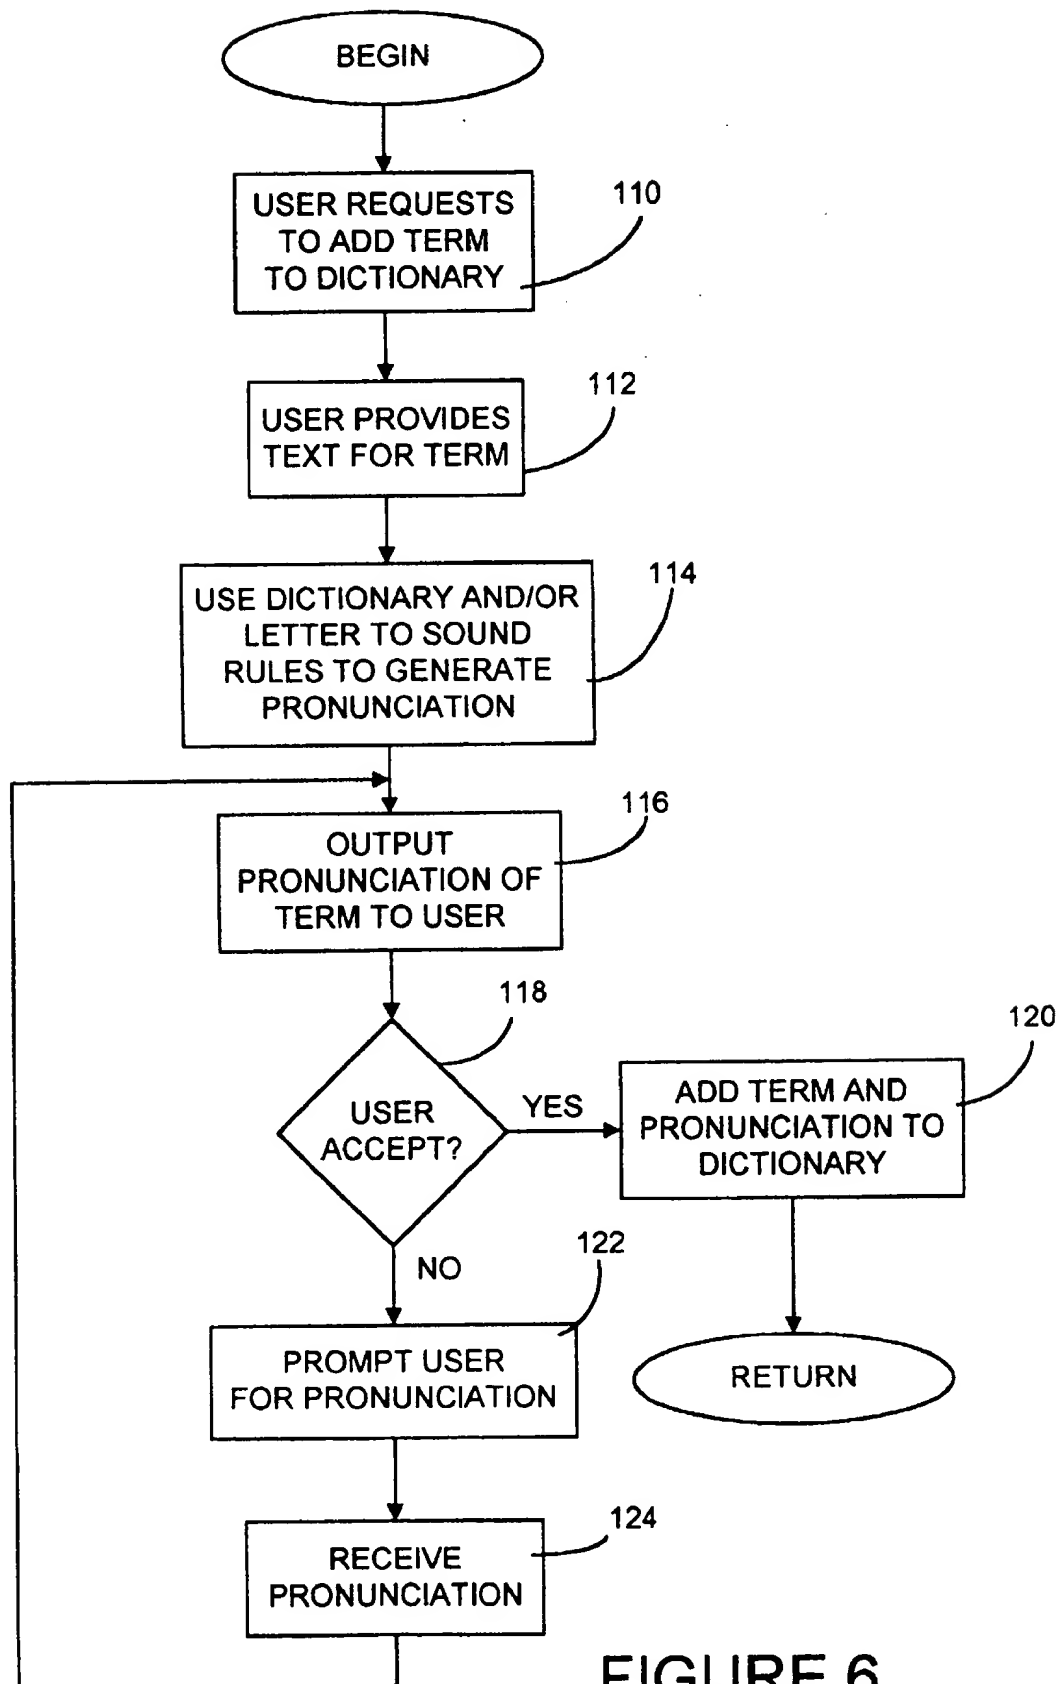 BEGIN
USER REQUESTS
TO ADD TERM
TO DICTIONARY
110
USER PROVIDES
TEXT FOR TERM
112
USE DICTIONARY AND/OR
LETTER TO SOUND
RULES TO GENERATE
PRONUNCIATION
114
OUTPUT
PRONUNCIATION OF
TERM TO USER
116
118
USER
ACCEPT?
YES
120
ADD TERM AND
PRONUNCIATION TO
DICTIONARY
NO
122
PROMPT USER
FOR PRONUNCIATION
RETURN
124
RECEIVE
PRONUNCIATION
FIGURE 6